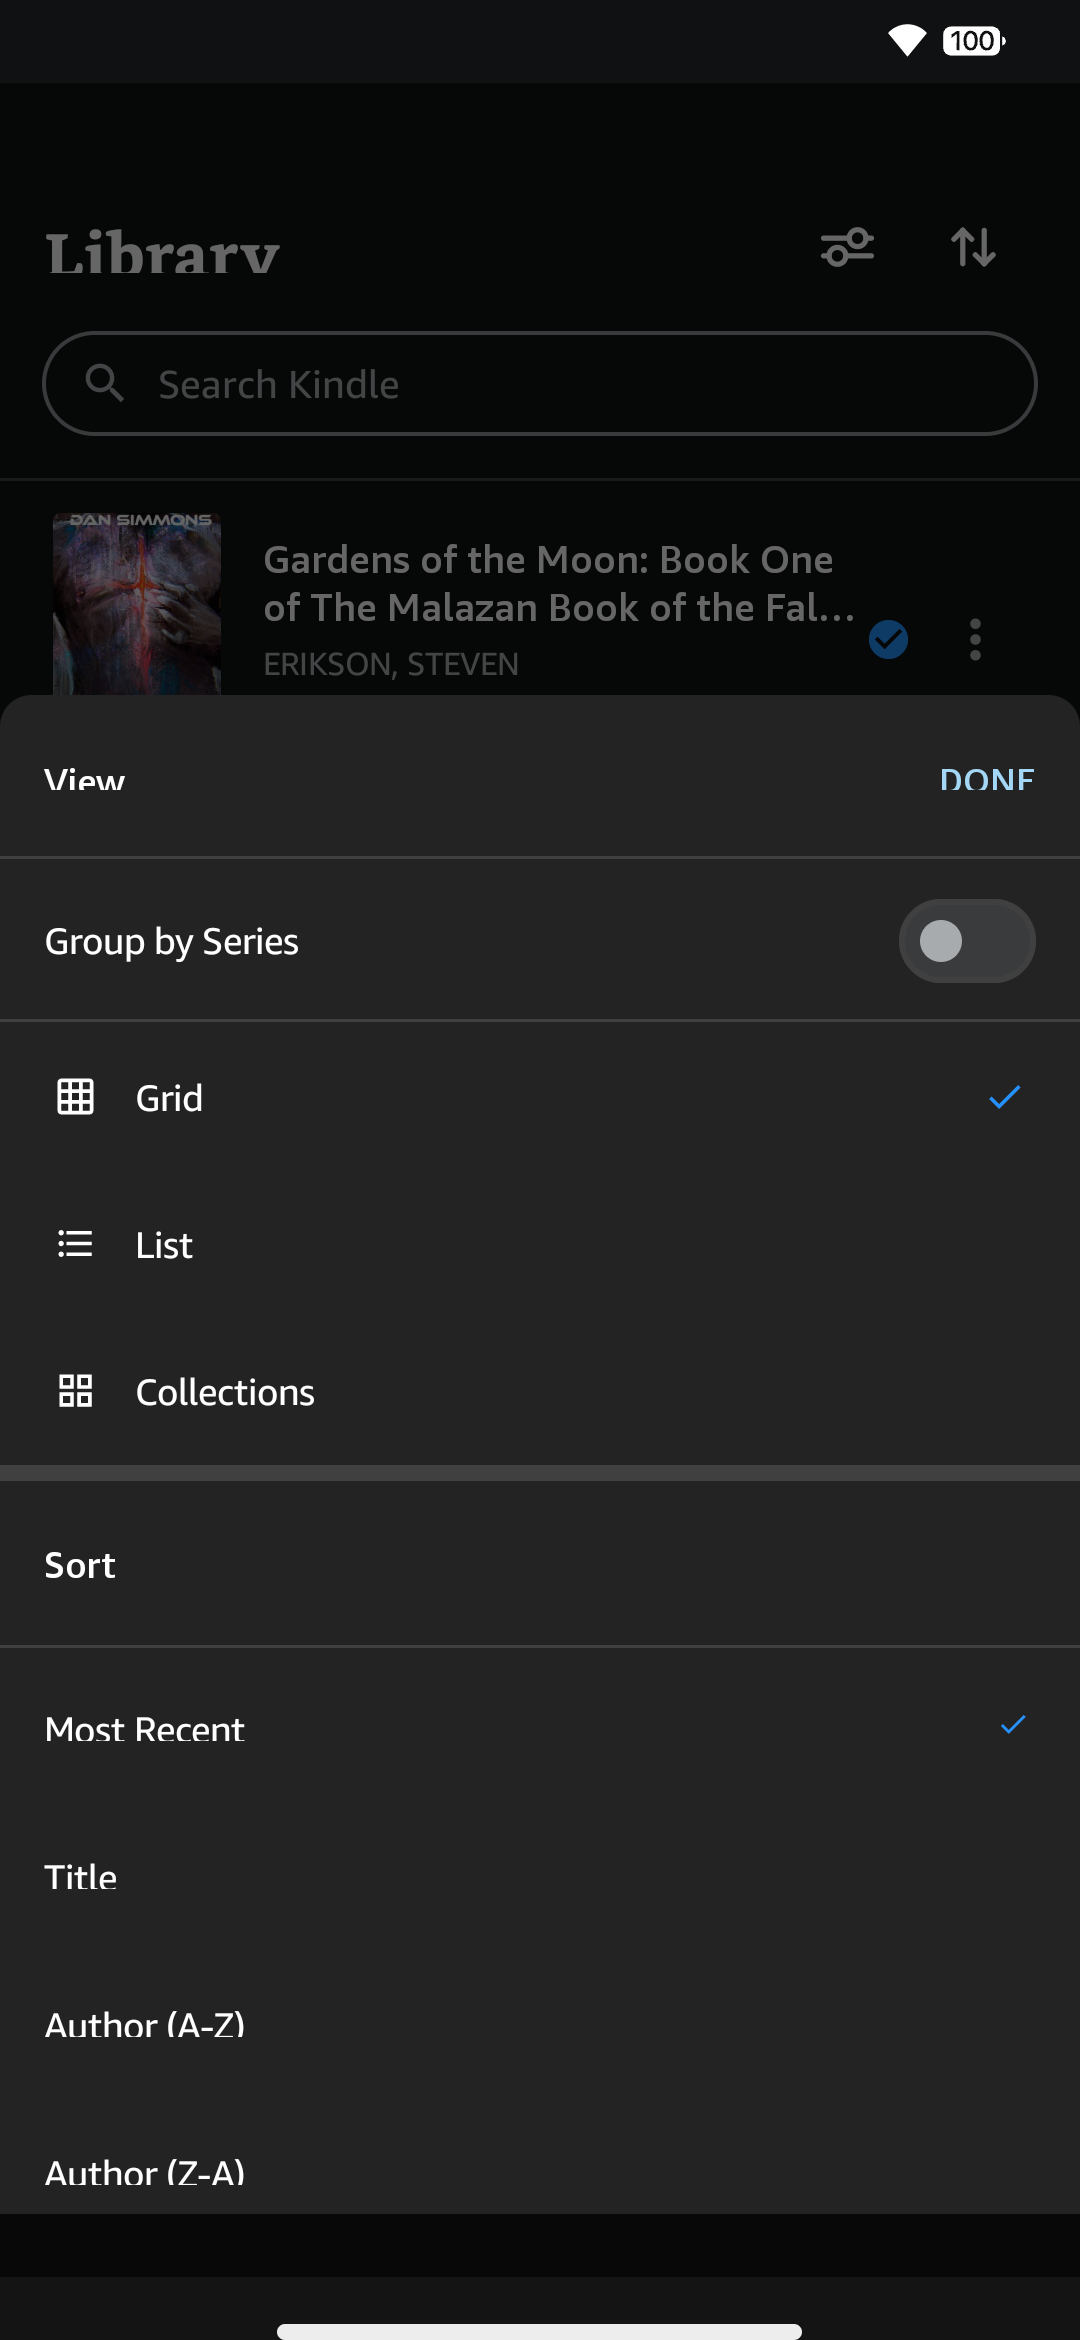 100
Library
Search Kindle
DAN SIMMONS
Gardens of the Moon: Book One
of The Malazan Book of the Fal...
ERIKSON, STEVEN
View
DONE
Group by Series
Grid
List
Collections
Sort
Most Recent
Title
Author (A-Z)
Author (Z-A)